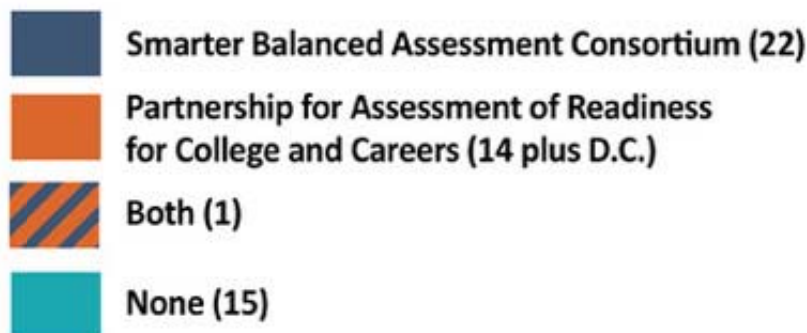 Smarter Balanced Assessment Consortium (22)
Partnership for Assessment of Readiness
for College and Careers (14 plus D.C.)
Both (1)
None (15)